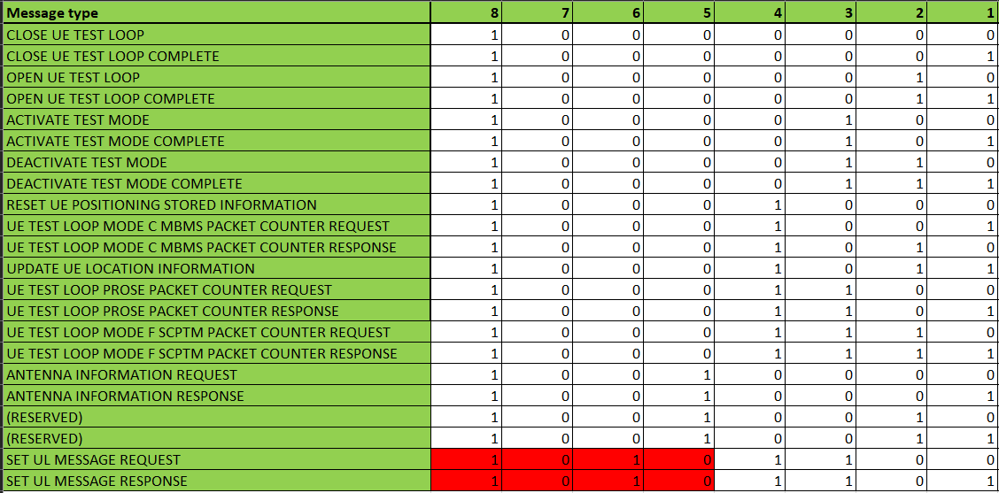 Message type 8 7 6 5 4 3 2 1
CLOSE UE TEST LOOP 1 0 0 0 0 0 0 0
CLOSE UE TEST LOOP COMPLETE 1 0 0 0 0 0 0 1
OPEN UE TEST LOOP 1 0 0 0 0 0 1 0
OPEN UE TEST LOOP COMPLETE 1 0 0 0 0 0 1 1
ACTIVATE TEST MODE 1 0 0 0 0 1 0 0
ACTIVATE TEST MODE COMPLETE 1 0 0 0 0 1 0 1
DEACTIVATE TEST MODE 1 0 0 0 0 1 1 0
DEACTIVATE TEST MODE COMPLETE 1 0 0 0 0 1 1 1
RESET UE POSITIONING STORED INFORMATION 1 0 0 0 1 0 0 0
UE TEST LOOP MODE C MBMS PACKET COUNTER REQUEST 1 0 0 0 1 0 0 1
UE TEST LOOP MODE C MBMS PACKET COUNTER RESPONSE 1 0 0 0 1 0 1 0
UPDATE UE LOCATION INFORMATION 1 0 0 0 1 0 1 1
UE TEST LOOP PROSE PACKET COUNTER REQUEST 1 0 0 0 1 1 0 0
UE TEST LOOP PROSE PACKET COUNTER RESPONSE 1 0 0 0 1 1 0 1
UE TEST LOOP MODE F SCPTM PACKET COUNTER REQUEST 1 0 0 0 1 1 1 0
UE TEST LOOP MODE F SCPTM PACKET COUNTER RESPONSE 1 0 0 0 1 1 1 1
ANTENNA INFORMATION REQUEST 1 0 0 1 0 0 0 0
ANTENNA INFORMATION RESPONSE 1 0 0 1 0 0 0 1
(RESERVED) 1 0 0 1 0 0 1 0
(RESERVED) 1 0 0 1 0 0 1 1
SET UL MESSAGE REQUEST 1 0 1 0 1 1 0 0
SET UL MESSAGE RESPONSE 1 0 1 0 1 1 0 1